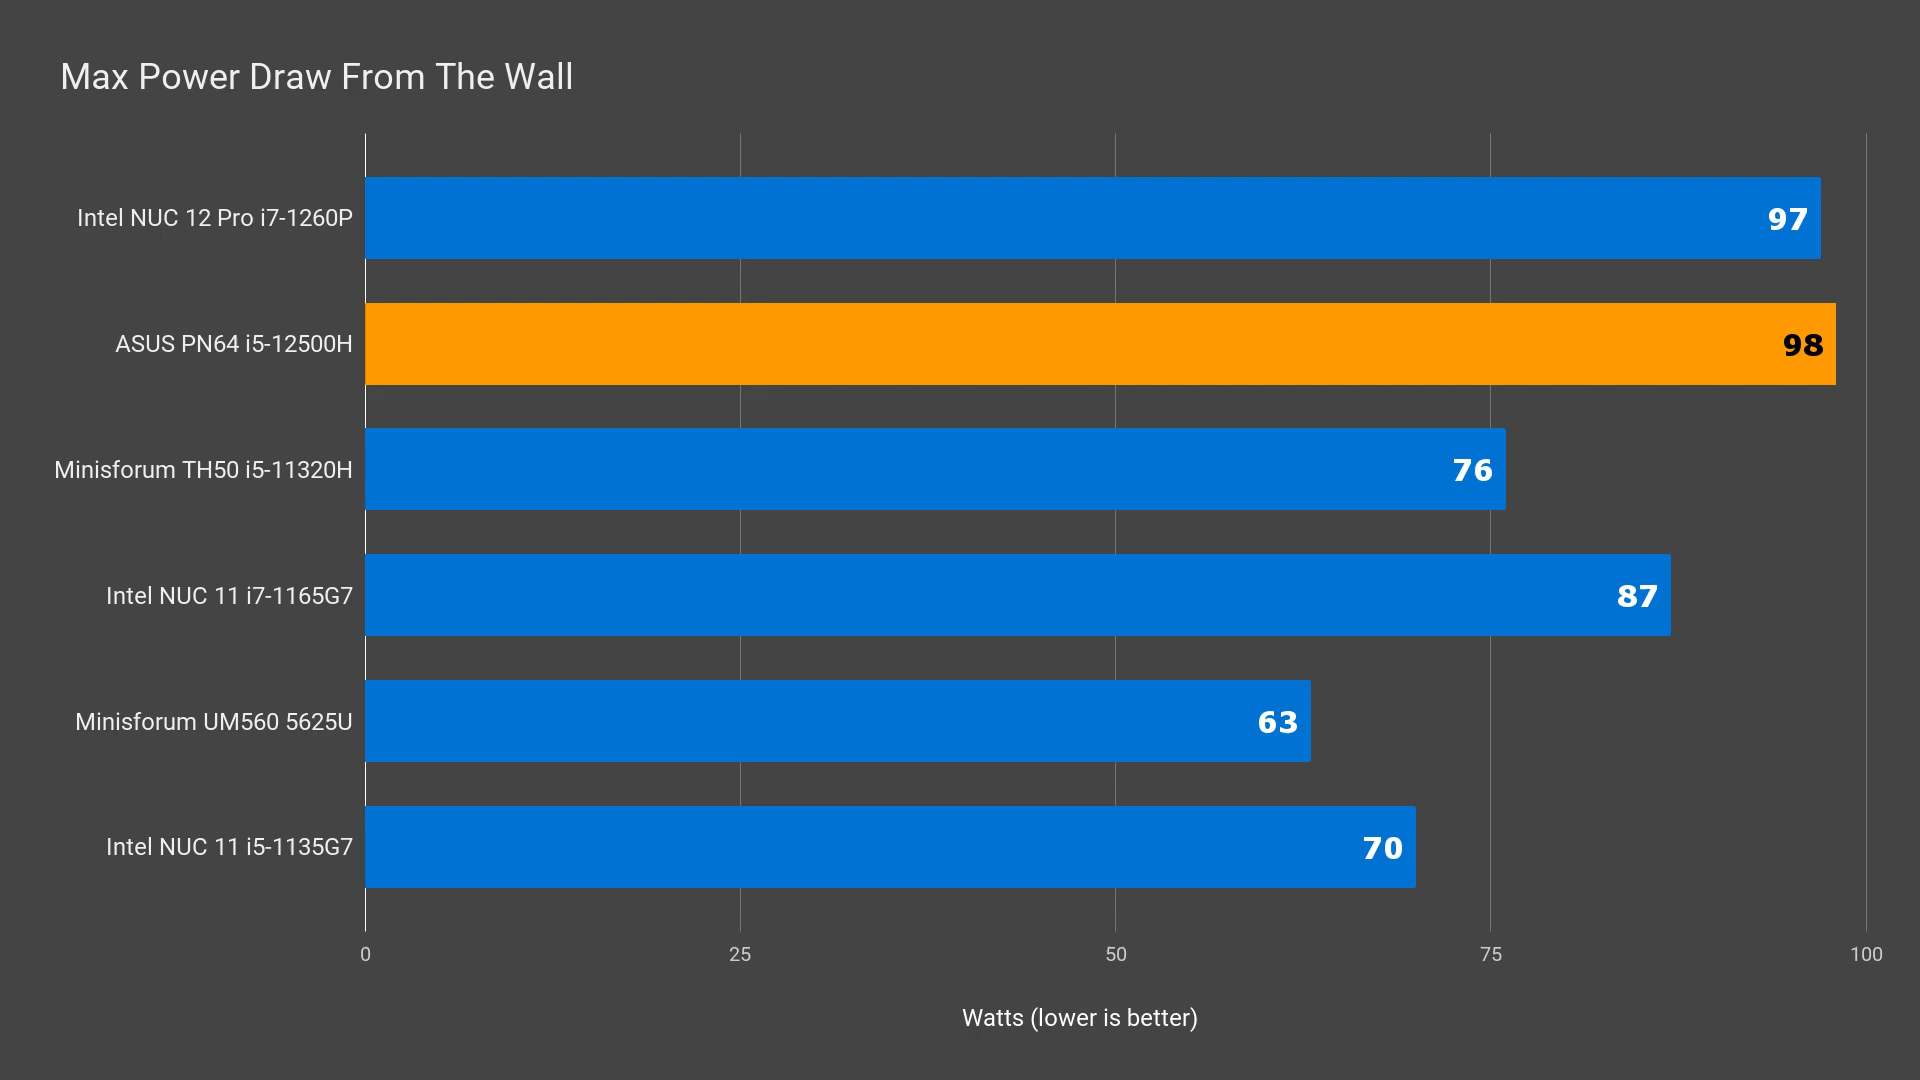 Max Power Draw From The Wall
Intel NUC 12 Pro i7-1260P
97
ASUS PN64 i5-12500H
98
Minisforum TH50 i5-11320H
76
Intel NUC 11 i7-1165G7
87
Minisforum UM560 5625U
63
Intel NUC 11 i5-1135G7
70
0 25 50 75 100
Watts (lower is better)